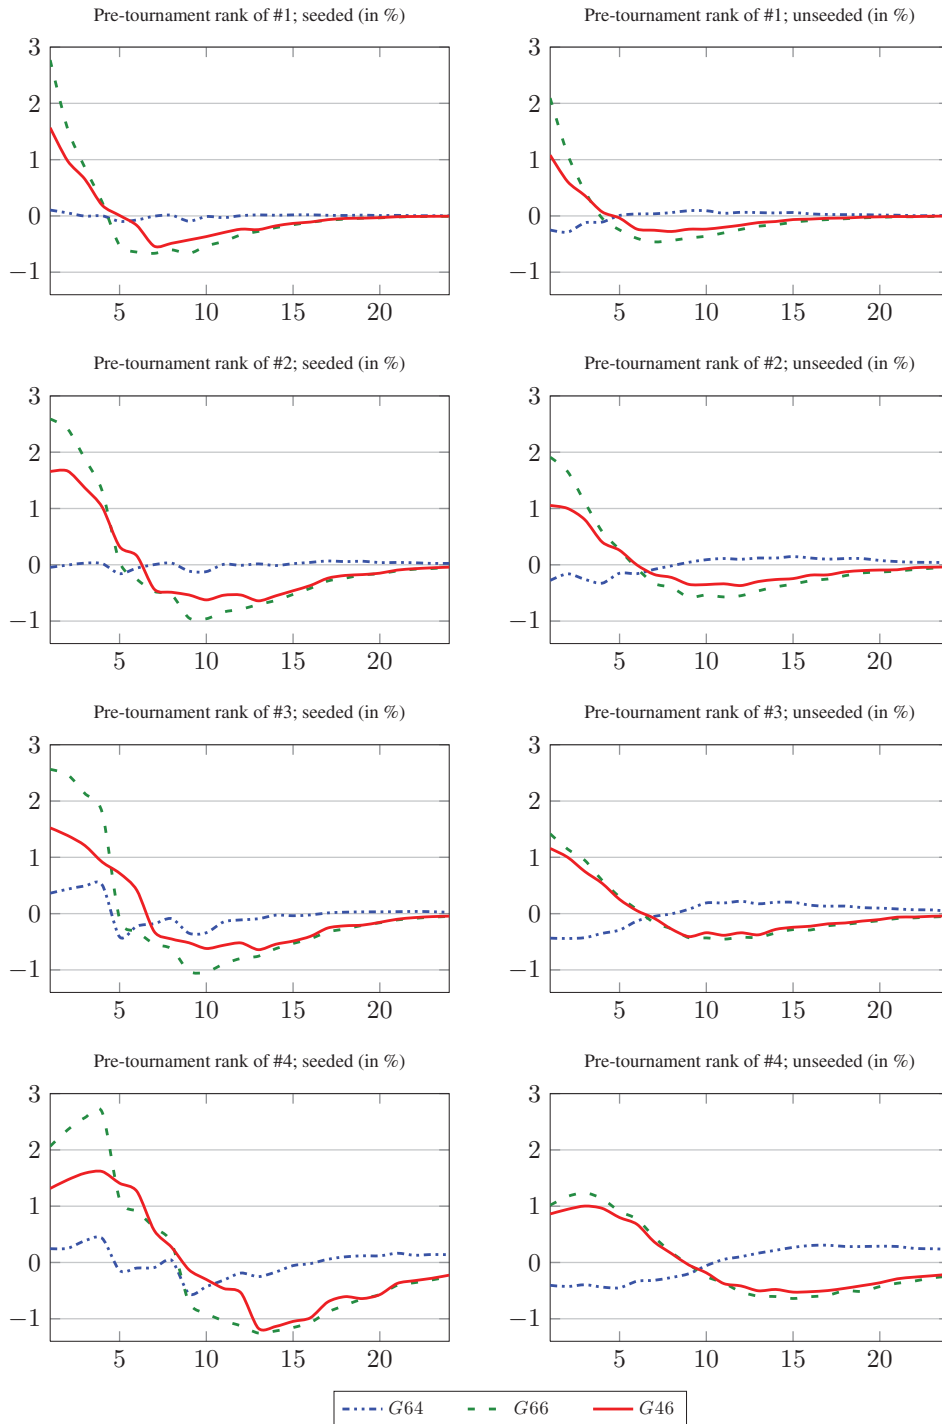 Pre-tournament rank of #1; seeded (in %)
3
2
1
0
−1
5 10 15 20
Pre-tournament rank of #1; unseeded (in %)
3
2
1
0
−1
5 10 15 20
Pre-tournament rank of #2; seeded (in %)
3
2
1
0
−1
5 10 15 20
Pre-tournament rank of #2; unseeded (in %)
3
2
1
0
−1
5 10 15 20
Pre-tournament rank of #3; seeded (in %)
3
2
1
0
−1
5 10 15 20
Pre-tournament rank of #3; unseeded (in %)
3
2
1
0
−1
5 10 15 20
Pre-tournament rank of #4; seeded (in %)
3
2
1
0
−1
5 10 15 20
Pre-tournament rank of #4; unseeded (in %)
3
2
1
0
−1
5 10 15 20
G64 G66 G46